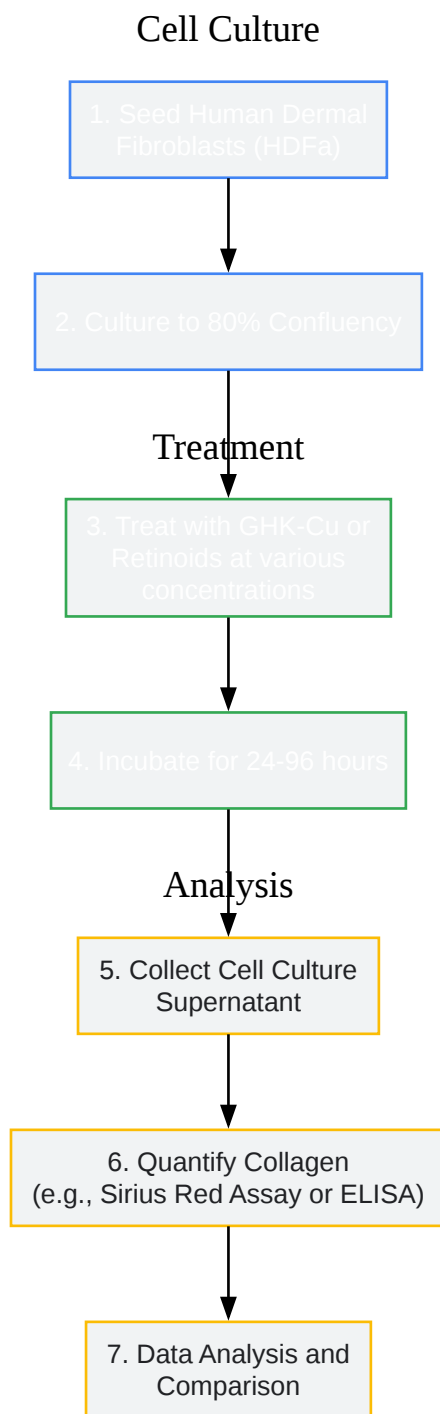 Cell Culture
1. Seed Human Dermal
Fibroblasts (HDFa)
2. Culture to 80% Confluency
Treatment
3. Treat with GHK-Cu or
Retinoids at various
concentrations
4. Incubate for 24-96 hours
Analysis
5. Collect Cell Culture
Supernatant
6. Quantify Collagen
(e.g., Sirius Red Assay or ELISA)
7. Data Analysis and
Comparison